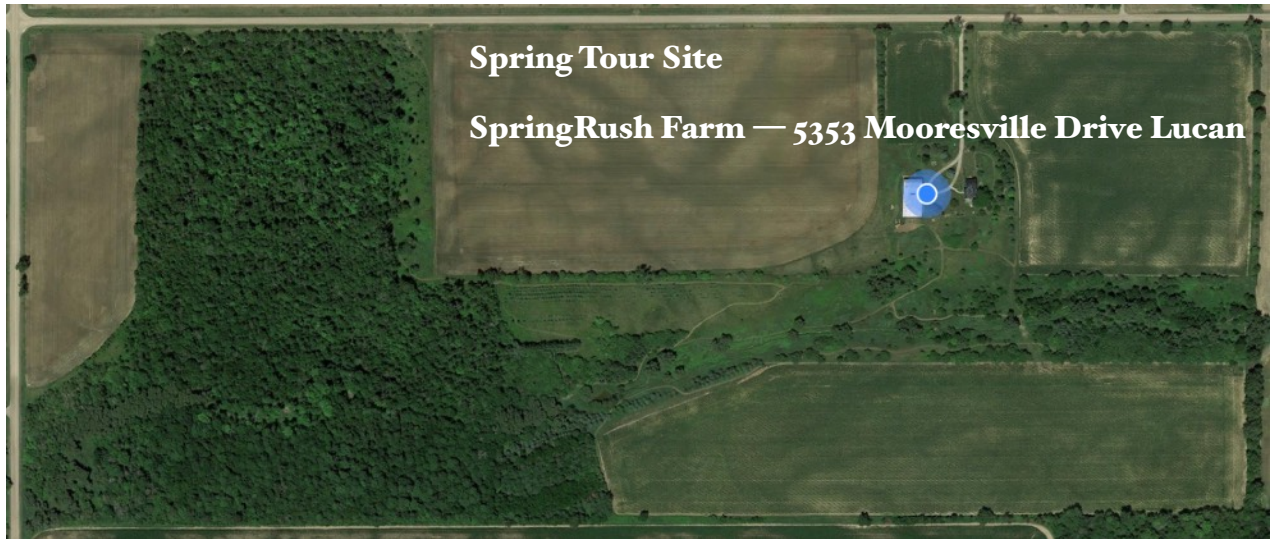 Spring Tour Site
SpringRush Farm — 5353 Mooresville Drive Lucan